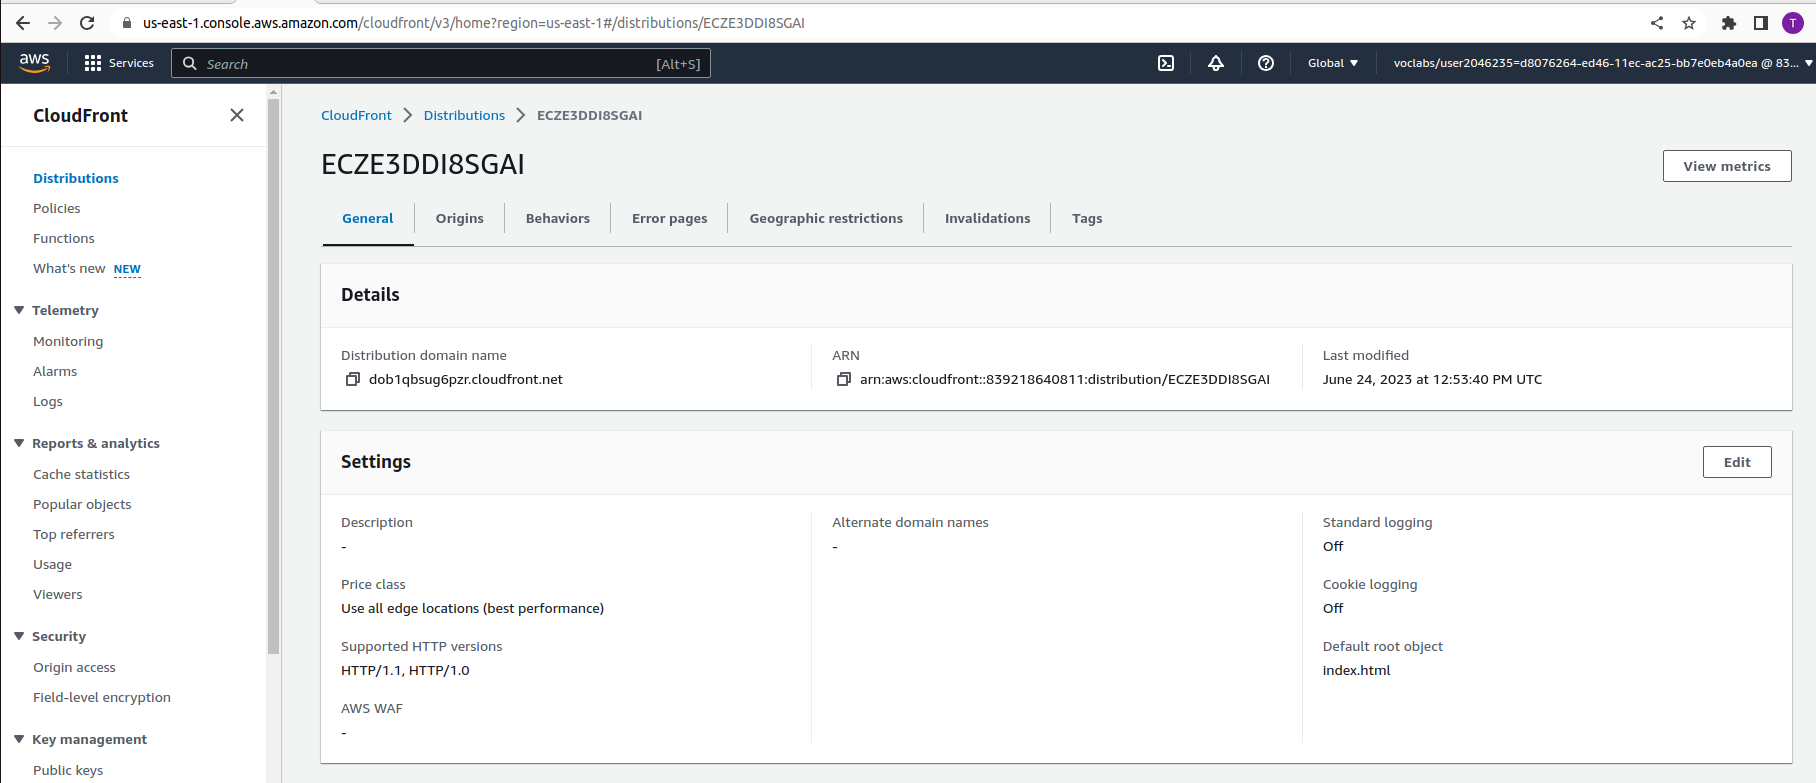 us-east-1.console.aws.amazon.com/cloudfront/v3/home?region=us-east-1#/distributions/ECZE3DDI8SGAI
T
aws
Services
Search
[Alt+S]
Global
voclabs/user2046235=d8076264-ed46-11ec-ac25-bb7e0eb4a0ea @ 83...
CloudFront
Distributions
Policies
Functions
What's new NEW
Telemetry
Monitoring
Alarms
Logs
Reports & analytics
Cache statistics
Popular objects
Top referrers
Usage
Viewers
Security
Origin access
Field-level encryption
Key management
Public keys
CloudFront Distributions ECZE3DDI8SGAI
ECZE3DDI8SGAI
View metrics
General Origins Behaviors Error pages Geographic restrictions Invalidations Tags
Details
Distribution domain name
dob1qbsug6pzr.cloudfront.net
ARN
arn:aws:cloudfront::839218640811:distribution/ECZE3DDI8SGAI
Last modified
June 24, 2023 at 12:53:40 PM UTC
Settings
Edit
Description
-
Price class
Use all edge locations (best performance)
Supported HTTP versions
HTTP/1.1, HTTP/1.0
AWS WAF
-
Alternate domain names
-
Standard logging
Off
Cookie logging
Off
Default root object
index.html